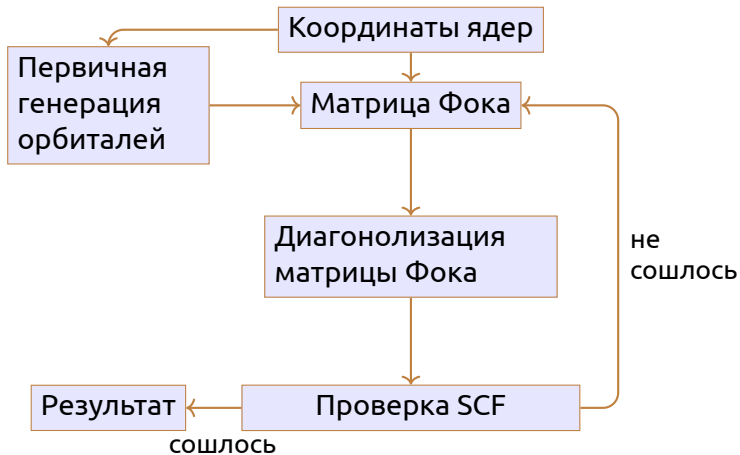 Координаты ядер
Первичная
генерация
орбиталей
Матрица Фока
Диагонолизация
матрицы Фока
не
сошлось
Результат
Проверка SCF
сошлось